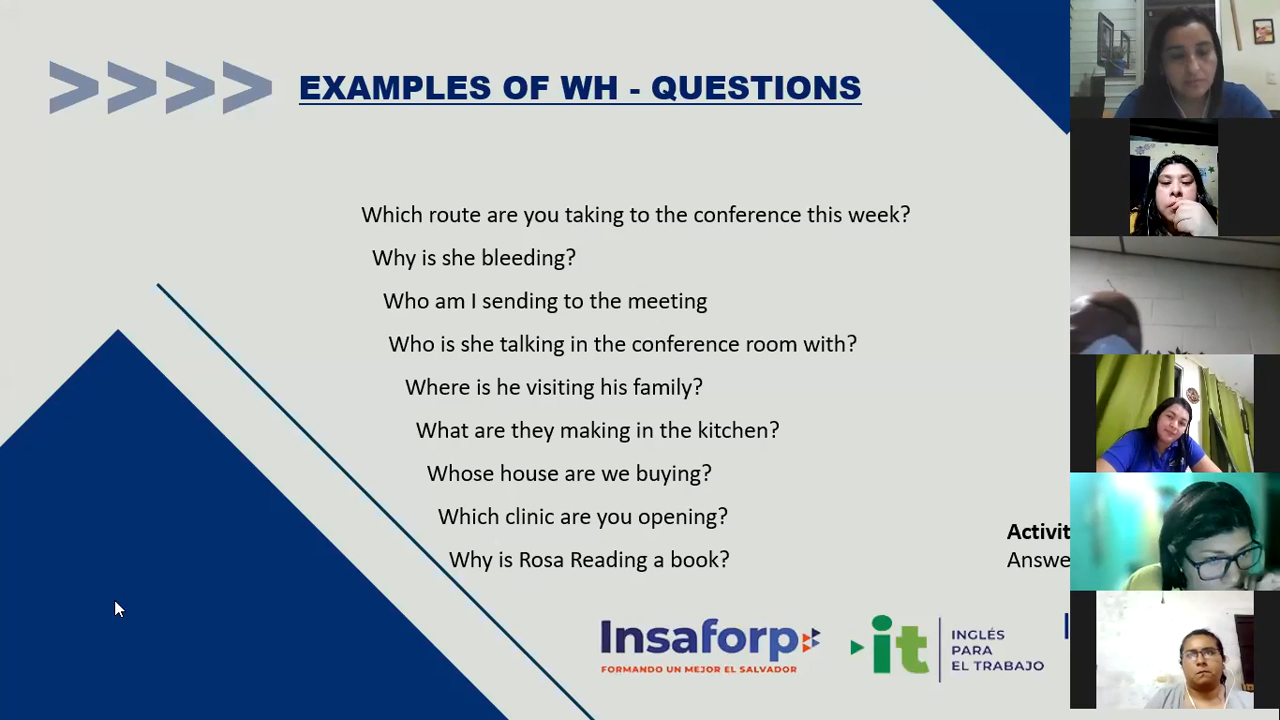 >>>> EXAMPLES OF WH - QUESTIONS
Which route are you taking to the conference this week?
Why is she bleeding?
Who am I sending to the meeting
Who is she talking in the conference room with?
Where is he visiting his family?
What are they making in the kitchen?
Whose house are we buying?
Which clinic are you opening?
Why is Rosa Reading a book?
Activit
Answe
Insaforp
FORMANDO UN MEJOR EL SALVADOR
it
INGLÉS
PARA
EL TRABAJO